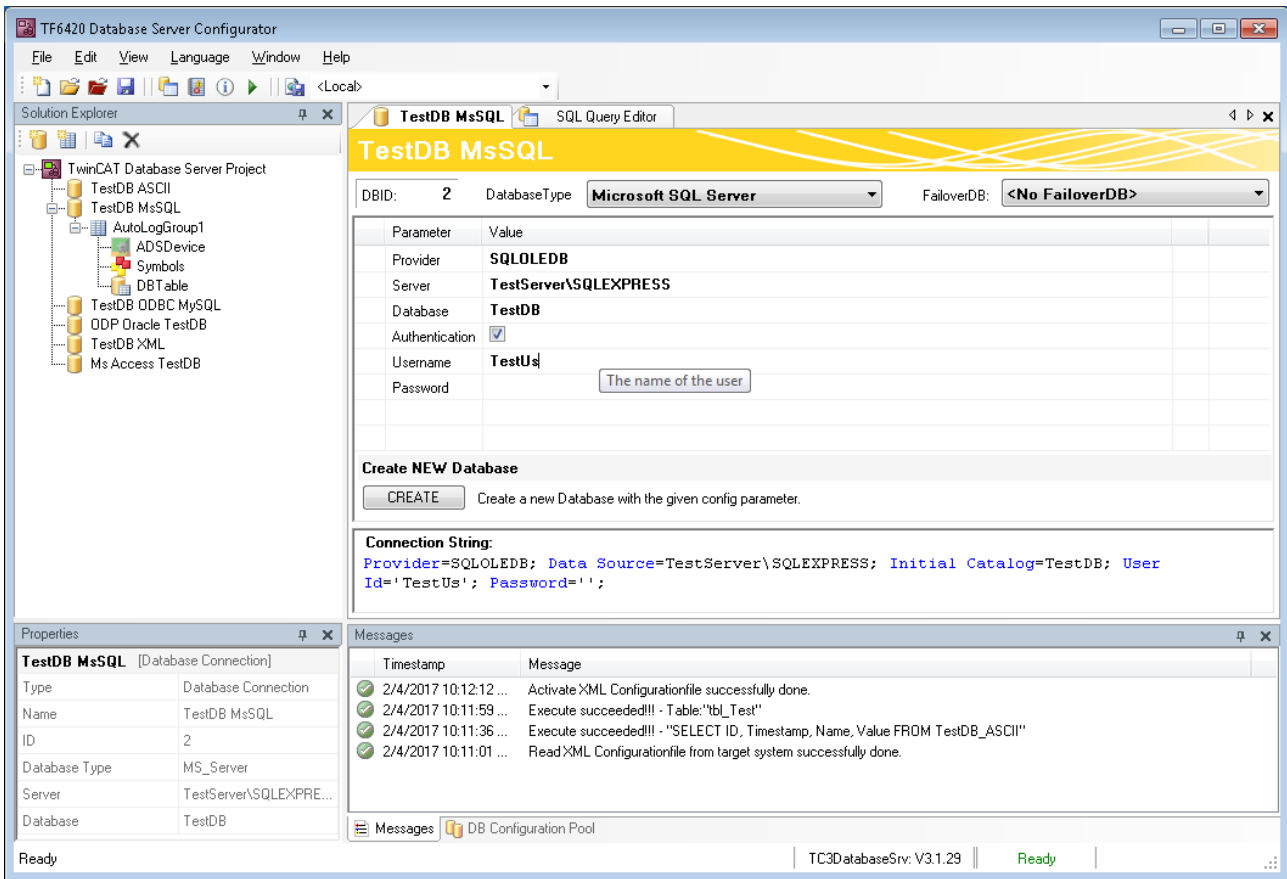 TF6420 Database Server Configurator
File Edit View Language Window Help
<Local>
Solution Explorer
TwinCAT Database Server Project
TestDB ASCII
TestDB MsSQL
AutoLogGroup1
ADSDevice
Symbols
DBTable
TestDB ODBC MySQL
ODP Oracle TestDB
TestDB XML
Ms Access TestDB
TestDB MsSQL SQL Query Editor
TestDB MsSQL
DBID: 2 DatabaseType Microsoft SQL Server FailoverDB: <No FailoverDB>
Parameter Value
Provider SQLOLEDB
Server TestServer\SQLEXPRESS
Database TestDB
Authentication
Username TestUs
The name of the user
Password
Create NEW Database
CREATE Create a new Database with the given config parameter.
Connection String:
Provider=SQLOLEDB; Data Source=TestServer\SQLEXPRESS; Initial Catalog=TestDB; User
Id='TestUs'; Password='';
Properties
TestDB MsSQL [Database Connection]
Type Database Connection
Name TestDB MsSQL
ID 2
Database Type MS_Server
Server TestServer\SQLEXPRE...
Database TestDB
Messages
Timestamp Message
2/4/2017 10:12:12 ... Activate XML Configurationfile successfully done.
2/4/2017 10:11:59 ... Execute succeeded!!! - Table:"tbl_Test"
2/4/2017 10:11:36 ... Execute succeeded!!! - "SELECT ID, Timestamp, Name, Value FROM TestDB_ASCII"
2/4/2017 10:11:01 ... Read XML Configurationfile from target system successfully done.
Messages DB Configuration Pool
Ready TC3DatabaseSrv: V3.1.29 Ready